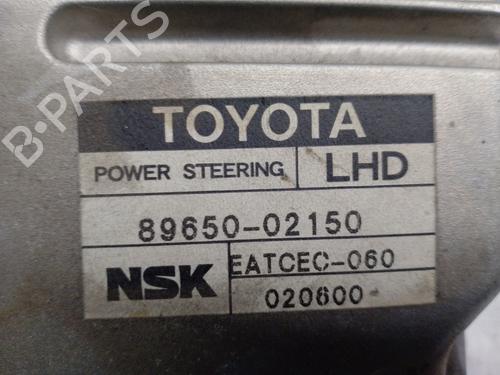 TOYOTA
POWER STEERING LHD
89650-02150
NSK EATCEC-060
020600
B-PARTS